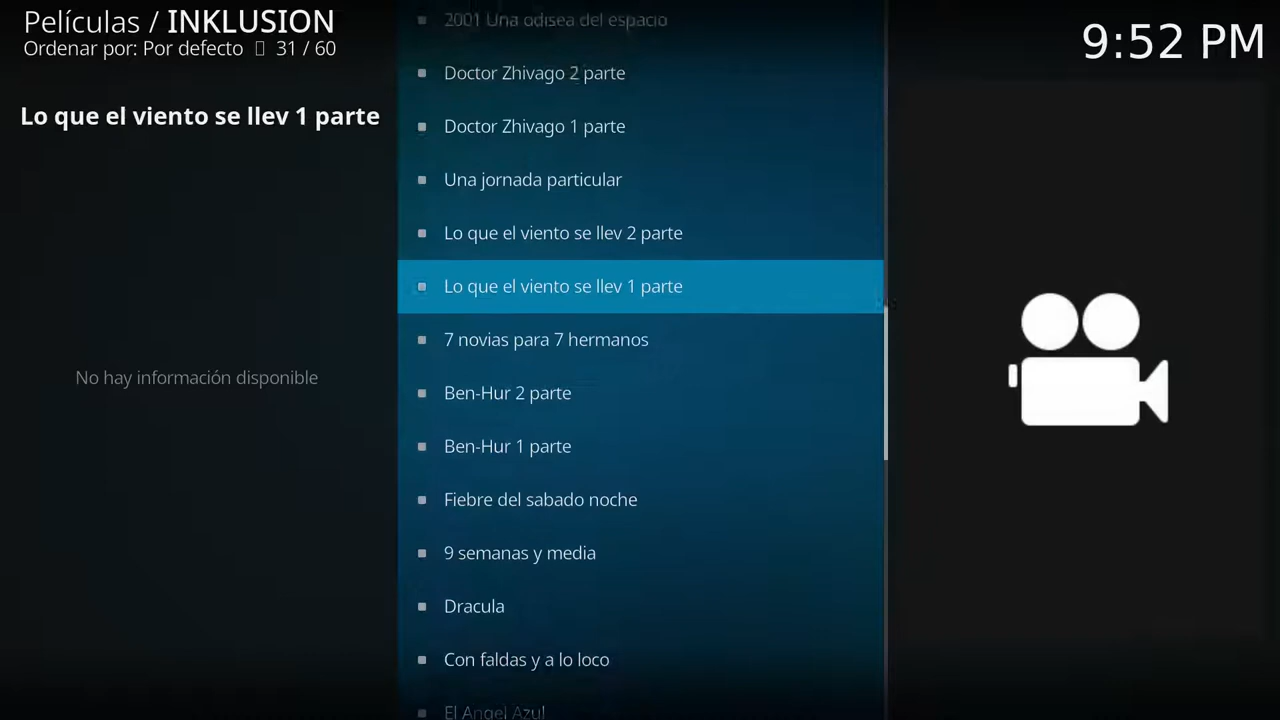 Películas / INKLUSION
Ordenar por: Por defecto 31 / 60
9:52 PM
Lo que el viento se llev 1 parte
No hay información disponible
2001 Una odisea del espacio
Doctor Zhivago 2 parte
Doctor Zhivago 1 parte
Una jornada particular
Lo que el viento se llev 2 parte
Lo que el viento se llev 1 parte
7 novias para 7 hermanos
Ben-Hur 2 parte
Ben-Hur 1 parte
Fiebre del sabado noche
9 semanas y media
Dracula
Con faldas y a lo loco
El Angel Azul